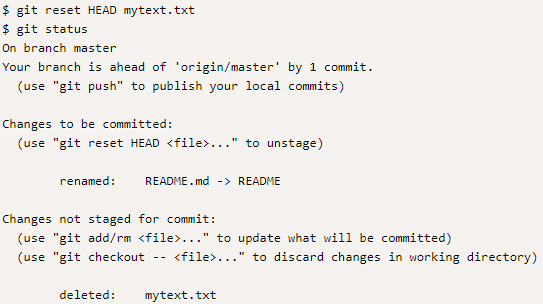 $ git reset HEAD mytext.txt
$ git status
On branch master
Your branch is ahead of 'origin/master' by 1 commit.
  (use "git push" to publish your local commits)

Changes to be committed:
  (use "git reset HEAD <file>..." to unstage)

        renamed:    README.md -> README

Changes not staged for commit:
  (use "git add/rm <file>..." to update what will be committed)
  (use "git checkout -- <file>..." to discard changes in working directory)

        deleted:    mytext.txt